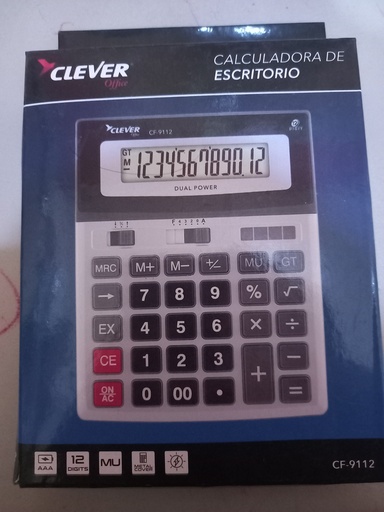 CLEVER
Office
CALCULADORA DE
ESCRITORIO
CLEVER CF-9112
GT
M
-
1234567890.12
DUAL POWER
MRC M+ M- +/- MU GT
→ 7 8 9 % √
EX 4 5 6 × ÷
CE 1 2 3 + -
ON/AC 0 00 • =
AAA
12
DIGITS
MU
CF-9112